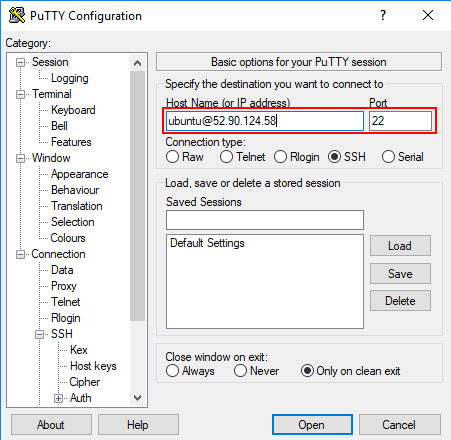 PuTTY Configuration
? ×
Category:
Session
Logging
Terminal
Keyboard
Bell
Features
Window
Appearance
Behaviour
Translation
Selection
Colours
Connection
Data
Proxy
Telnet
Rlogin
SSH
Kex
Host keys
Cipher
Auth
Basic options for your PuTTY session
Specify the destination you want to connect to
Host Name (or IP address) Port
ubuntu@52.90.124.58 22
Connection type:
Raw Telnet Rlogin SSH Serial
Load, save or delete a stored session
Saved Sessions
Default Settings
Load
Save
Delete
Close window on exit:
Always Never Only on clean exit
About Help Open Cancel